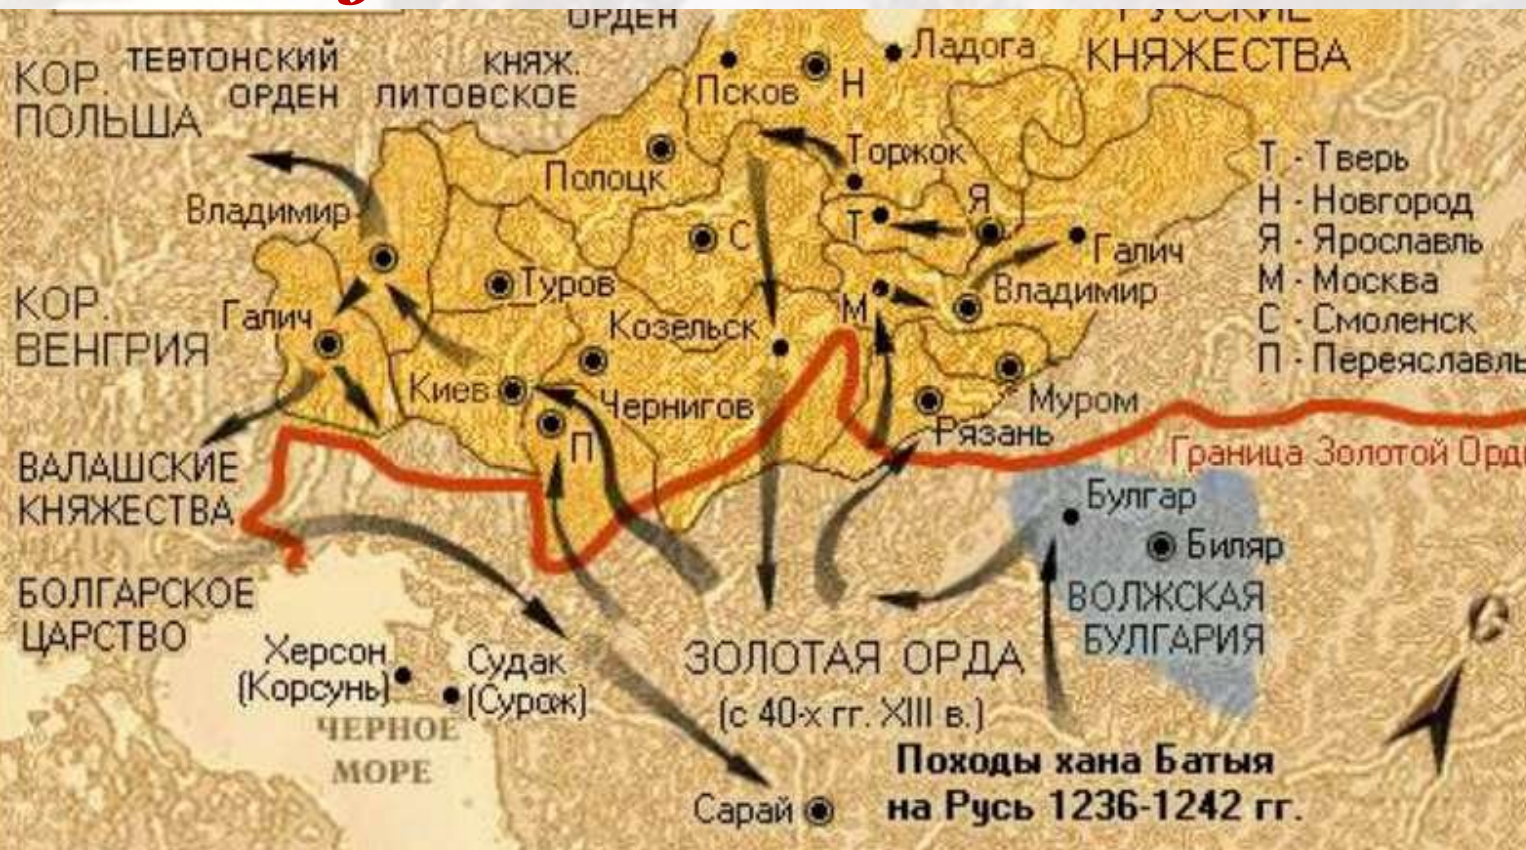 ОРДЕН
РУССКИЕ
КНЯЖЕСТВА
КОР.
ПОЛЬША
ТЕВТОНСКИЙ
ОРДЕН
КНЯЖ.
ЛИТОВСКОЕ
Псков
Н
Ладога
Полоцк
Торжок
Владимир
С
Т
Я
Галич
Туров
М
Владимир
КОР.
ВЕНГРИЯ
Галич
Козельск
Киев
Чернигов
П
Муром
Рязань
Т - Тверь
Н - Новгород
Я - Ярославль
М - Москва
С - Смоленск
П - Переяславль
Граница Золотой Орд
ВАЛАШСКИЕ
КНЯЖЕСТВА
БОЛГАРСКОЕ
ЦАРСТВО
Булгар
Биляр
ВОЛЖСКАЯ
БУЛГАРИЯ
Херсон
(Корсунь)
Судак
(Сурож)
ЧЕРНОЕ
МОРЕ
ЗОЛОТАЯ ОРДА
(с 40-х гг. XIII в.)
Сарай
Походы хана Батыя
на Русь 1236-1242 гг.